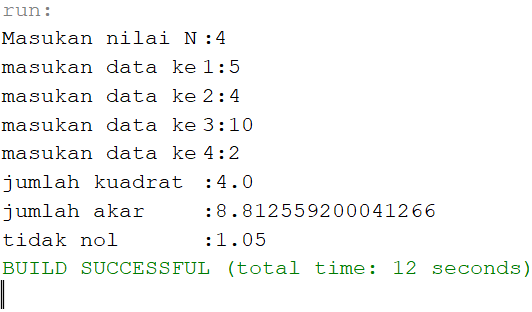 run:
Masukan nilai N :4
masukan data ke 1:5
masukan data ke 2:4
masukan data ke 3:10
masukan data ke 4:2
jumlah kuadrat :4.0
jumlah akar :8.812559200041266
tidak nol :1.05
BUILD SUCCESSFUL (total time: 12 seconds)